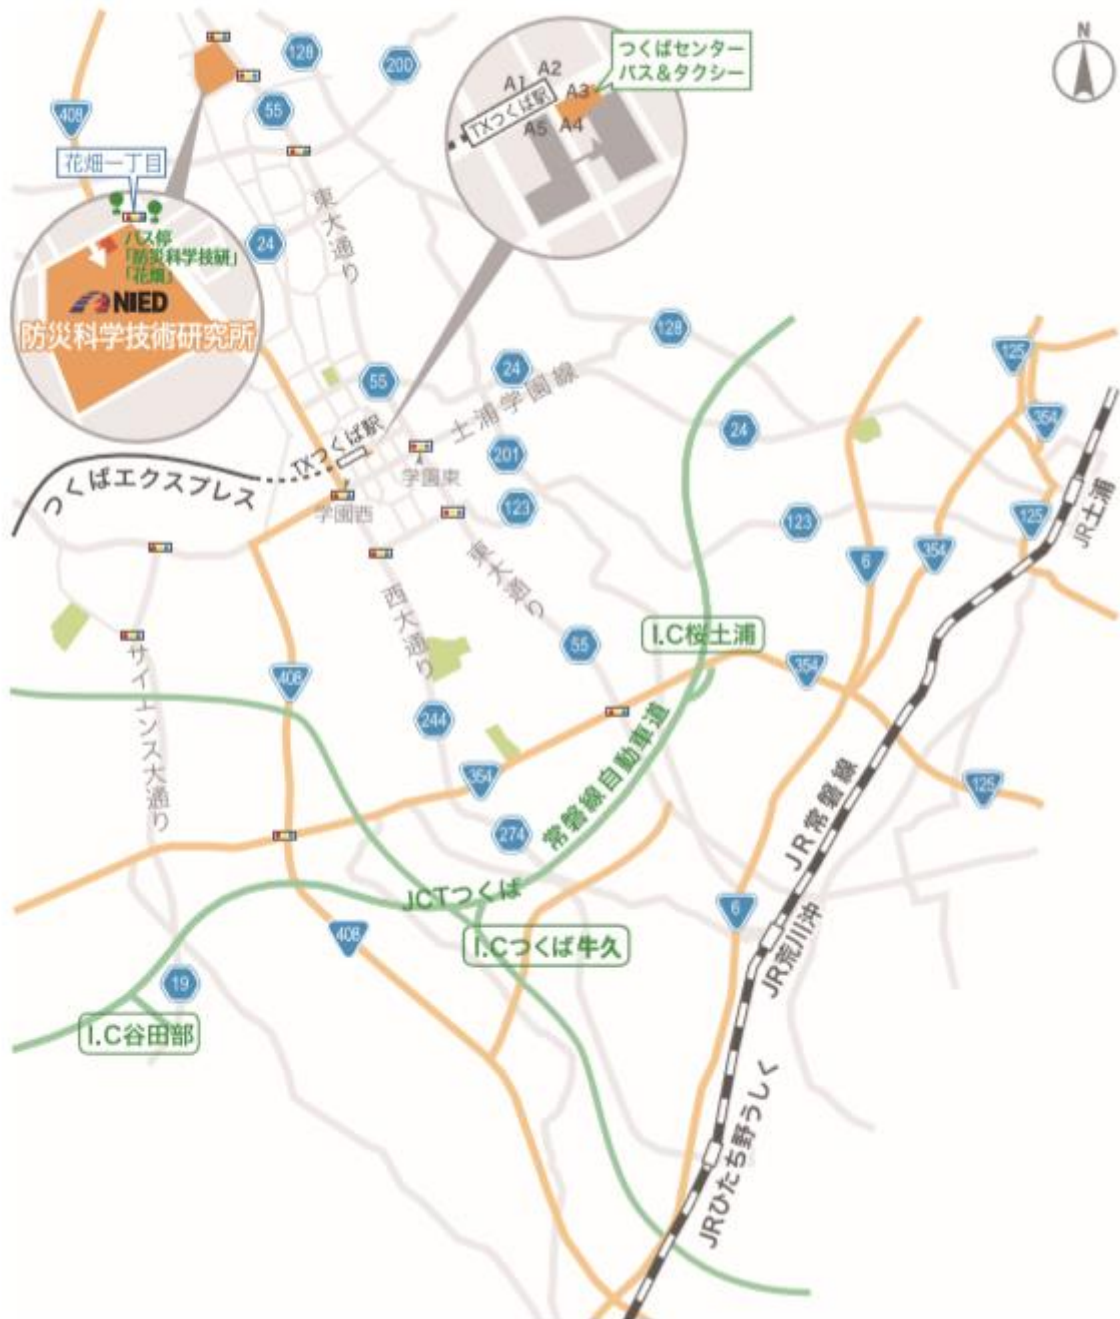 N
128
200
408
55
つくばセンター
バス&タクシー
A1
A2
A3
TXつくば駅
A5
A4
花畑一丁目
東大通り
24
バス停
「防災科学技研」
「花畑」
NIED
防災科学技術研究所
128
125
55
24
354
24
土浦学園線
TXつくば駅
201
学園東
つくばエクスプレス
学園西
123
123
125
JR土浦
6
354
東大通り
西大通り
I.C桜土浦
55
354
サイエンス大通り
408
244
常磐線自動車道
354
125
274
JR常磐線
JCTつくば
6
408
I.Cつくば牛久
JR荒川沖
19
I.C谷田部
JRひたち野うしく